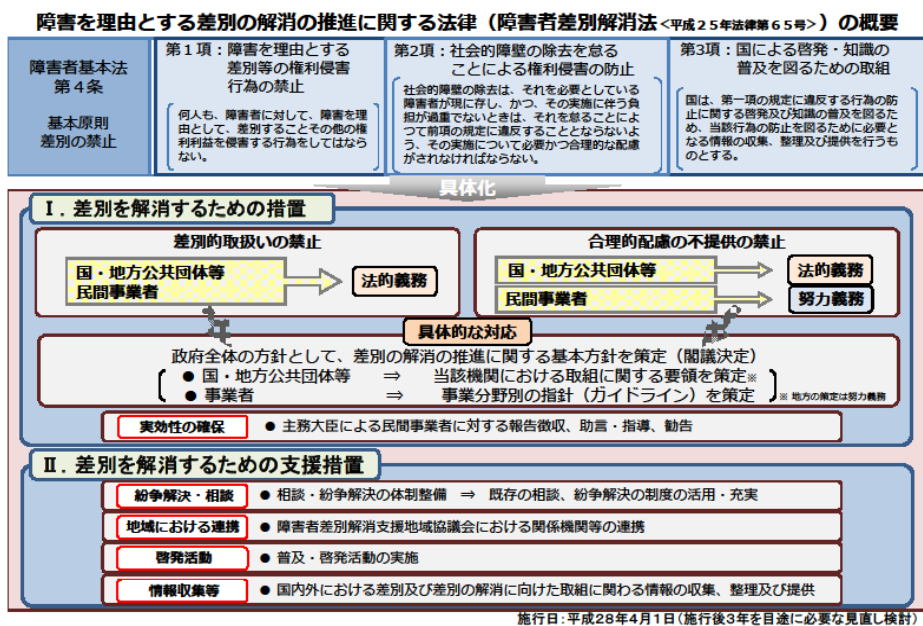 障害を理由とする差別の解消の推進に関する法律（障害者差別解消法<平成25年法律第65号>）の概要
障害者基本法
第４条
基本原則
差別の禁止
第１項：障害を理由とする
差別等の権利侵害
行為の禁止
何人も、障害者に対して、障害を理
由として、差別することその他の権
利利益を侵害する行為をしてはなら
ない。
第２項：社会的障壁の除去を怠る
ことによる権利侵害の防止
社会的障壁の除去は、それを必要としている
障害者が現に存し、かつ、その実施に伴う負
担が過重でないときは、それを怠ることによ
つて前項の規定に違反することとならないよ
う、その実施について必要かつ合理的な配慮
がされなければならない。
第３項：国による啓発・知識の
普及を図るための取組
国は、第一項の規定に違反する行為の防
止に関する啓発及び知識の普及を図るた
め、当該行為の防止を図るために必要と
なる情報の収集、整理及び提供を行うも
のとする。
具体化
Ⅰ．差別を解消するための措置
差別的取扱いの禁止
国・地方公共団体等
民間事業者
法的義務
合理的配慮の不提供の禁止
国・地方公共団体等
法的義務
民間事業者
努力義務
具体的な対応
政府全体の方針として、差別の解消の推進に関する基本方針を策定（閣議決定）
● 国・地方公共団体等 ⇒ 当該機関における取組に関する要領を策定※
● 事業者 ⇒ 事業分野別の指針（ガイドライン）を策定
※ 地方の策定は努力義務
実効性の確保
● 主務大臣による民間事業者に対する報告徴収、助言・指導、勧告
Ⅱ．差別を解消するための支援措置
紛争解決・相談
● 相談・紛争解決の体制整備 ⇒ 既存の相談、紛争解決の制度の活用・充実
地域における連携
● 障害者差別解消支援地域協議会における関係機関等の連携
啓発活動
● 普及・啓発活動の実施
情報収集等
● 国内外における差別及び差別の解消に向けた取組に関わる情報の収集、整理及び提供
施行日：平成28年４月１日（施行後３年を目途に必要な見直し検討）